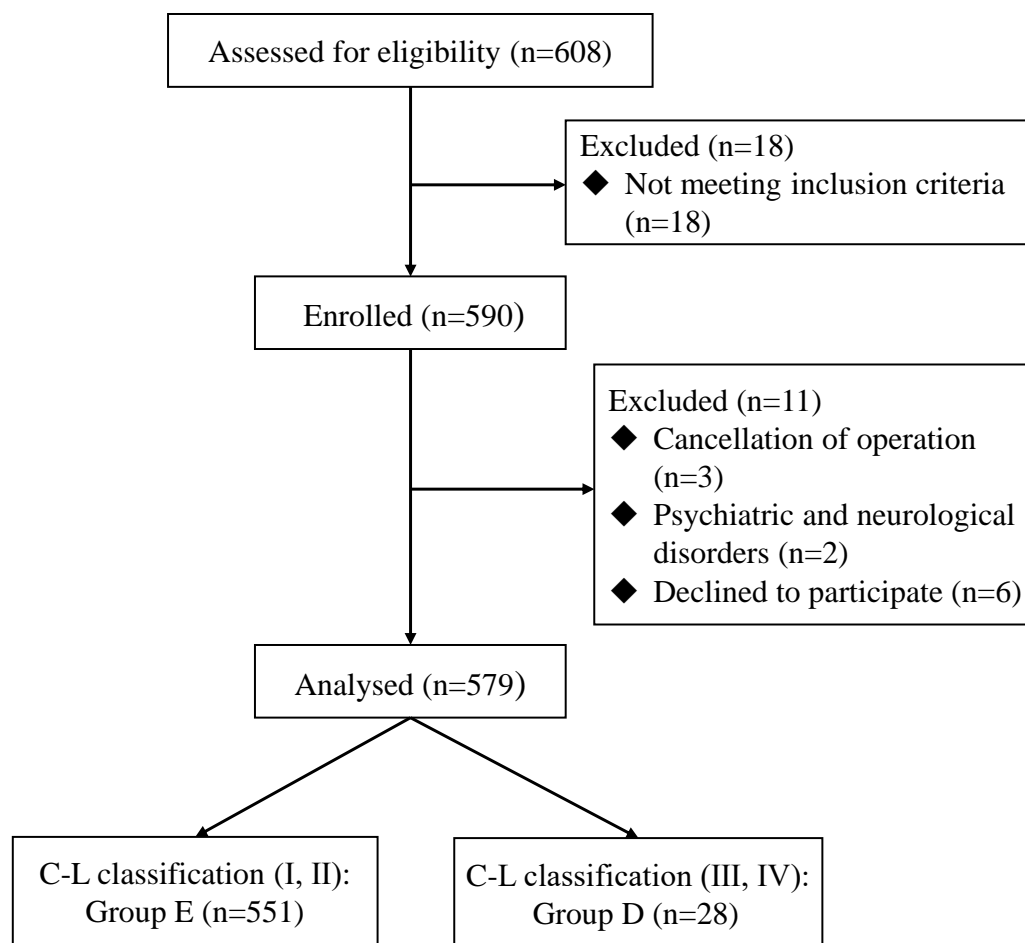 Assessed for eligibility (n=608)
Excluded (n=18)
◆ Not meeting inclusion criteria
(n=18)
Enrolled (n=590)
Excluded (n=11)
◆ Cancellation of operation
(n=3)
◆ Psychiatric and neurological
disorders (n=2)
◆ Declined to participate (n=6)
Analysed (n=579)
C-L classification (I, II):
Group E (n=551)
C-L classification (III, IV):
Group D (n=28)